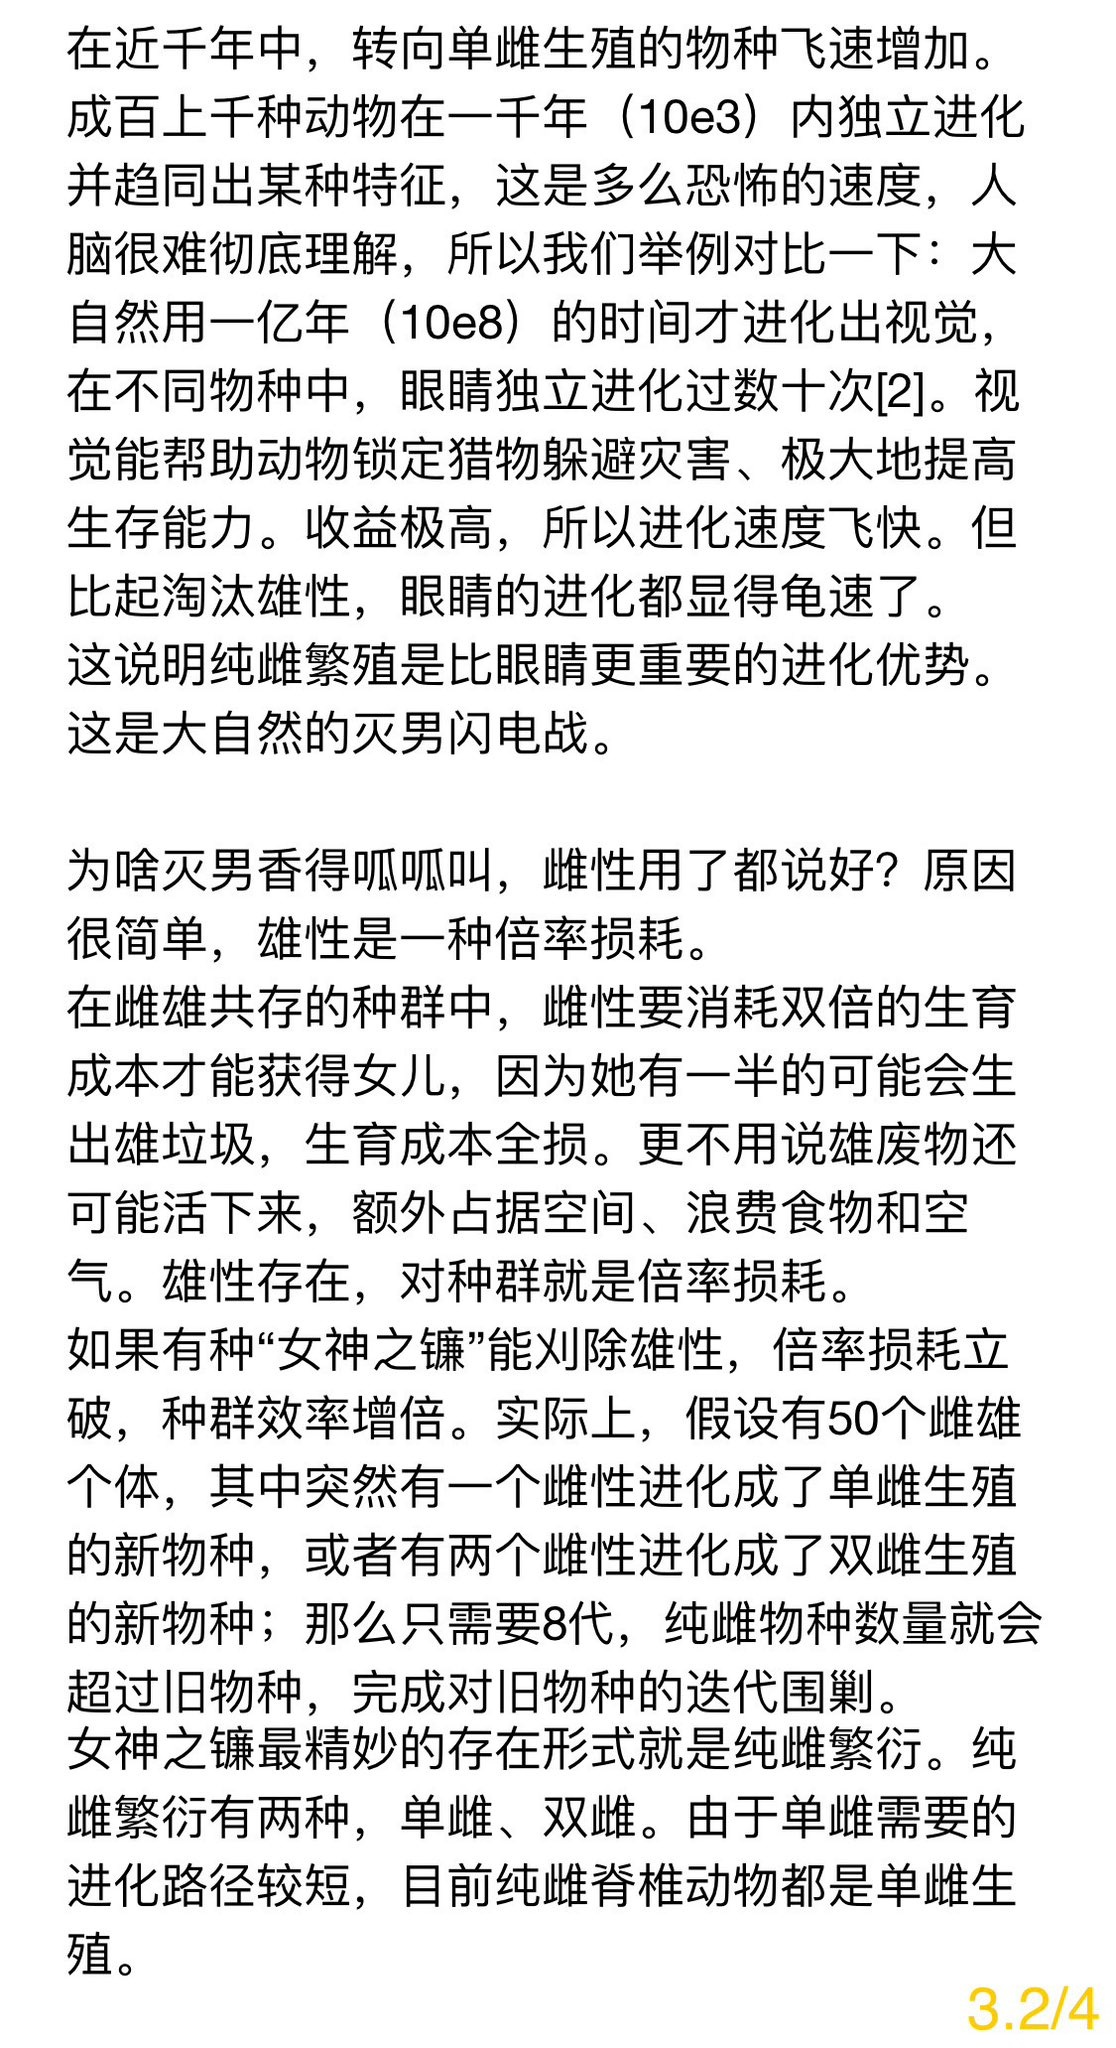 在近千年中，转向单雌生殖的物种飞速增加。
成百上千种动物在一千年（10e3）内独立进化
并趋同出某种特征，这是多么恐怖的速度，人
脑很难彻底理解，所以我们举例对比一下：大
自然用一亿年（10e8）的时间才进化出视觉，
在不同物种中，眼睛独立进化过数十次[2]。视
觉能帮助动物锁定猎物躲避灾害、极大地提高
生存能力。收益极高，所以进化速度飞快。但
比起淘汰雄性，眼睛的进化都显得龟速了。
这说明纯雌繁殖是比眼睛更重要的进化优势。
这是大自然的灭男闪电战。
为啥灭男香得呱呱叫，雌性用了都说好？原因
很简单，雄性是一种倍率损耗。
在雌雄共存的种群中，雌性要消耗双倍的生育
成本才能获得女儿，因为她有一半的可能会生
出雄垃圾，生育成本全损。更不用说雄废物还
可能活下来，额外占据空间、浪费食物和空
气。雄性存在，对种群就是倍率损耗。
如果有种“女神之镰”能刈除雄性，倍率损耗立
破，种群效率增倍。实际上，假设有50个雌雄
个体，其中突然有一个雌性进化成了单雌生殖
的新物种，或者有两个雌性进化成了双雌生殖
的新物种；那么只需要8代，纯雌物种数量就会
超过旧物种，完成对旧物种的迭代围剿。
女神之镰最精妙的存在形式就是纯雌繁衍。纯
雌繁衍有两种，单雌、双雌。由于单雌需要的
进化路径较短，目前纯雌脊椎动物都是单雌生
殖。
3.2/4